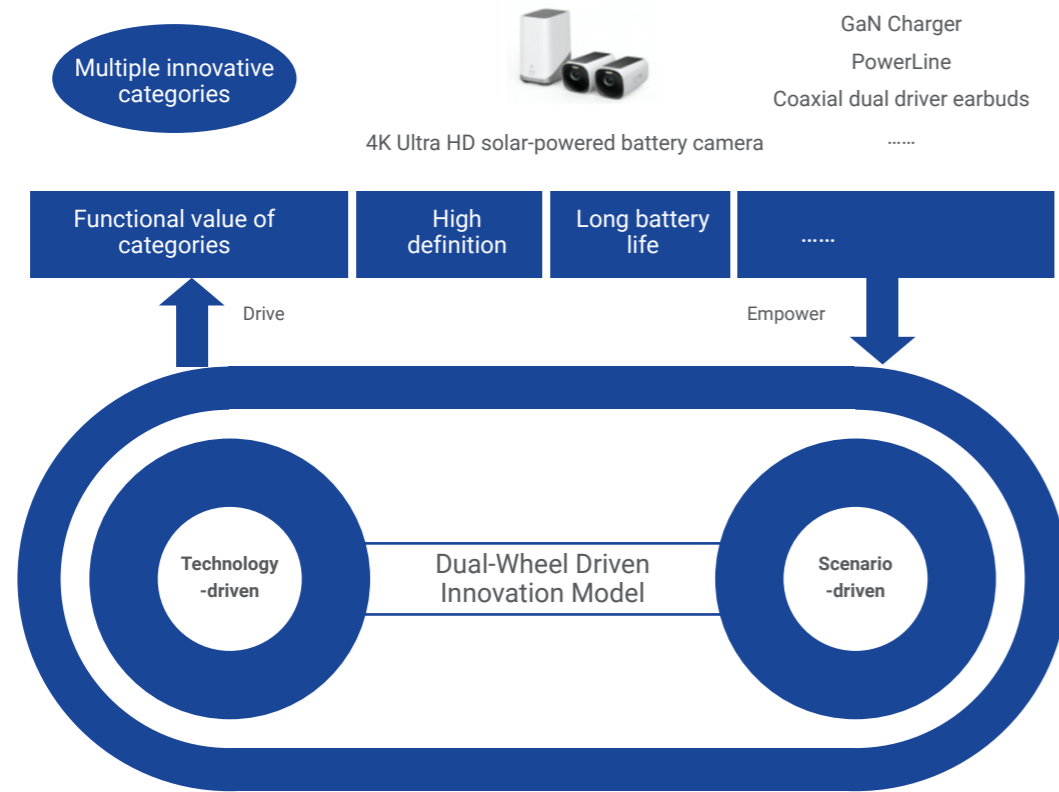 Multiple innovative
categories
4K Ultra HD solar-powered battery camera
GaN Charger
PowerLine
Coaxial dual driver earbuds
......
Functional value of
categories
High
definition
Long battery
life
......
Drive
Empower
Technology
-driven
Dual-Wheel Driven
Innovation Model
Scenario
-driven